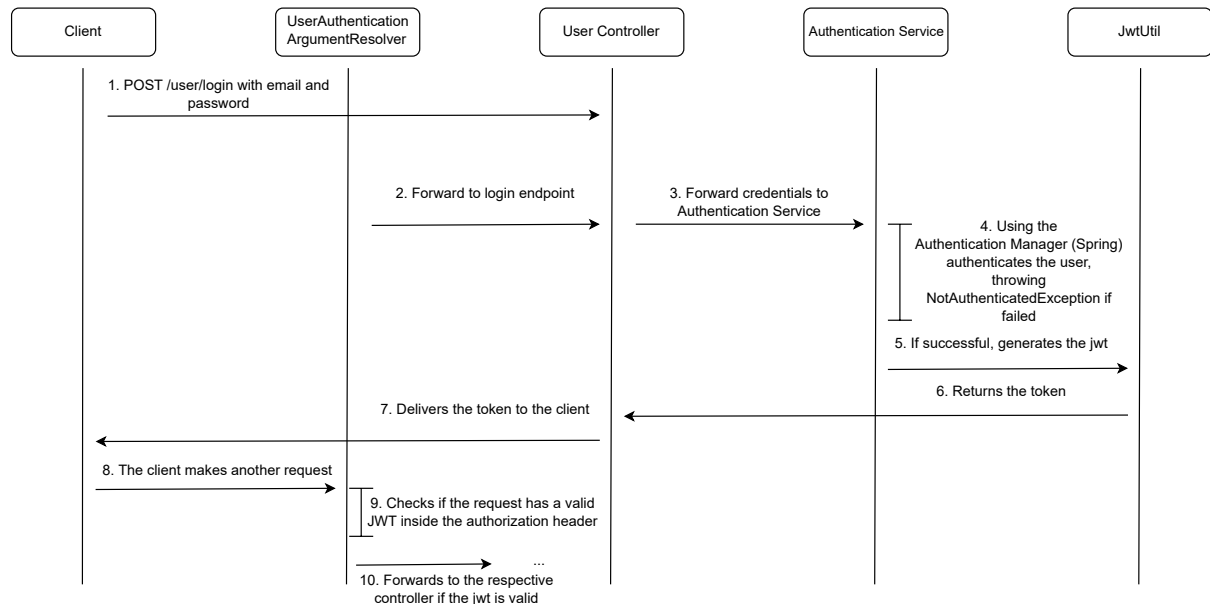 Client
UserAuthentication
ArgumentResolver
User Controller
Authentication Service
JwtUtil
1. POST /user/login with email and
password
2. Forward to login endpoint
3. Forward credentials to
Authentication Service
4. Using the
Authentication Manager (Spring)
authenticates the user,
throwing
NotAuthenticatedException if
failed
5. If successful, generates the jwt
6. Returns the token
7. Delivers the token to the client
8. The client makes another request
9. Checks if the request has a valid
JWT inside the authorization header
...
10. Forwards to the respective
controller if the jwt is valid